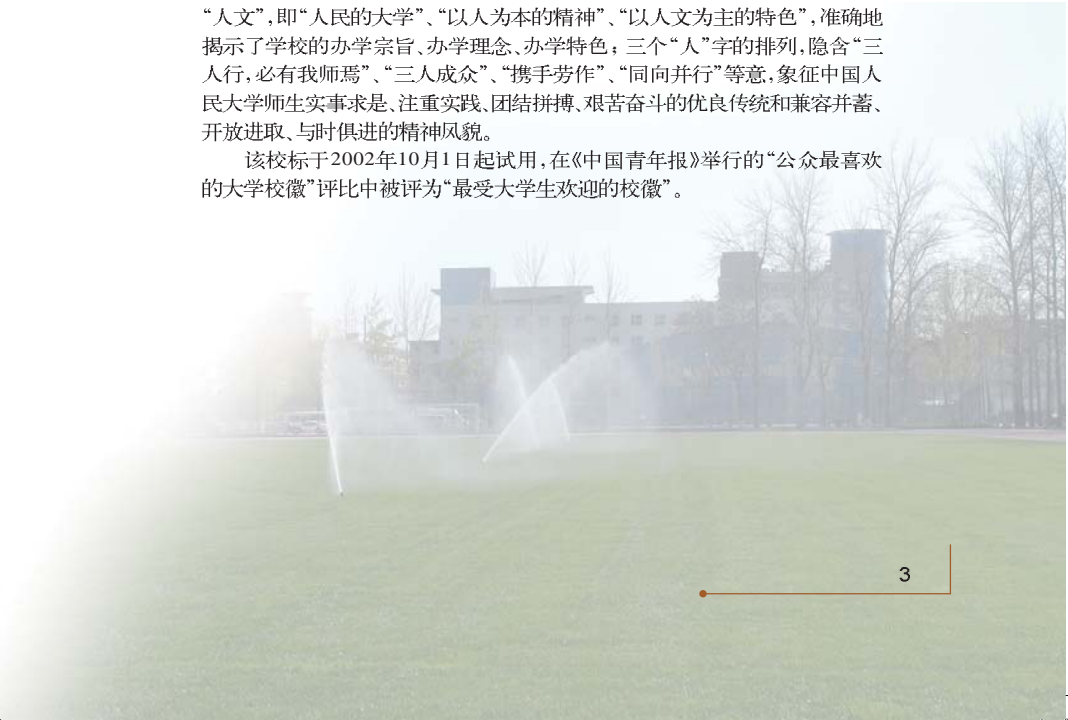 “人文”，即“人民的大学”、“以人为本的精神”、“以人文为主的特色”，准确地
揭示了学校的办学宗旨、办学理念、办学特色；三个“人”字的排列，隐含“三
人行，必有我师焉”、“三人成众”、“携手劳作”、“同向并行”等意，象征中国人
民大学师生实事求是、注重实践、团结拼搏、艰苦奋斗的优良传统和兼容并蓄、
开放进取、与时俱进的精神风貌。
该校标于2002年10月1日起试用，在《中国青年报》举行的“公众最喜欢
的大学校徽”评比中被评为“最受大学生欢迎的校徽”。
3